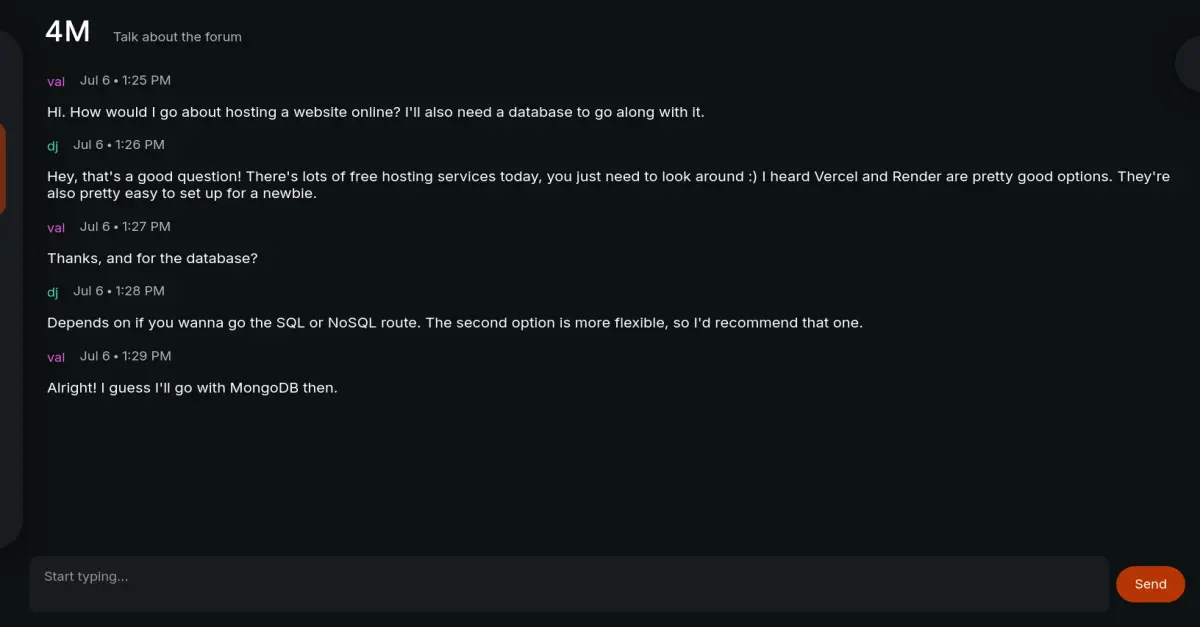 4M Talk about the forum
val Jul 6 • 1:25 PM
Hi. How would I go about hosting a website online? I'll also need a database to go along with it.
dj Jul 6 • 1:26 PM
Hey, that's a good question! There's lots of free hosting services today, you just need to look around :) I heard Vercel and Render are pretty good options. They're
also pretty easy to set up for a newbie.
val Jul 6 • 1:27 PM
Thanks, and for the database?
dj Jul 6 • 1:28 PM
Depends on if you wanna go the SQL or NoSQL route. The second option is more flexible, so I'd recommend that one.
val Jul 6 • 1:29 PM
Alright! I guess I'll go with MongoDB then.
Start typing...
Send